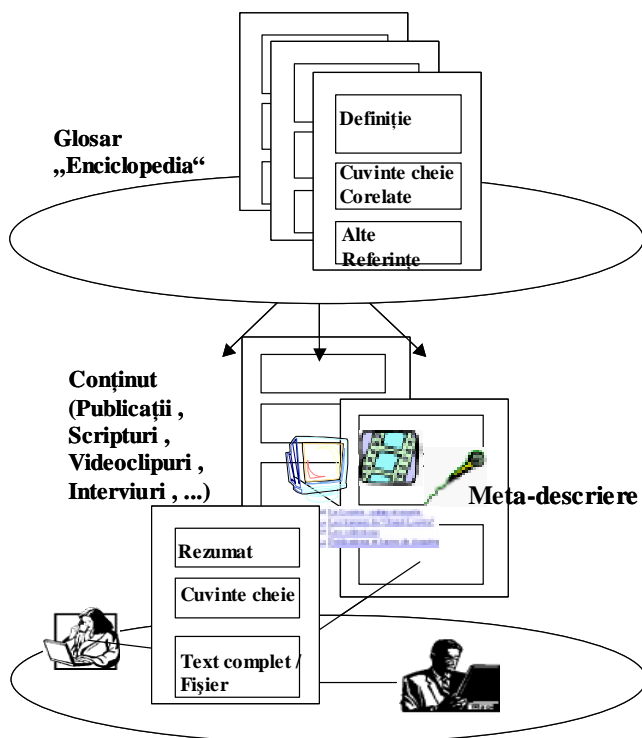 Glosar
„Enciclopedia“
Definiție
Cuvinte cheie
Corelate
Alte
Referințe
Conținut
(Publicații ,
Scripturi ,
Videoclipuri ,
Interviuri , ...)
Meta-descriere
Rezumat
Cuvinte cheie
Text complet /
Fişier